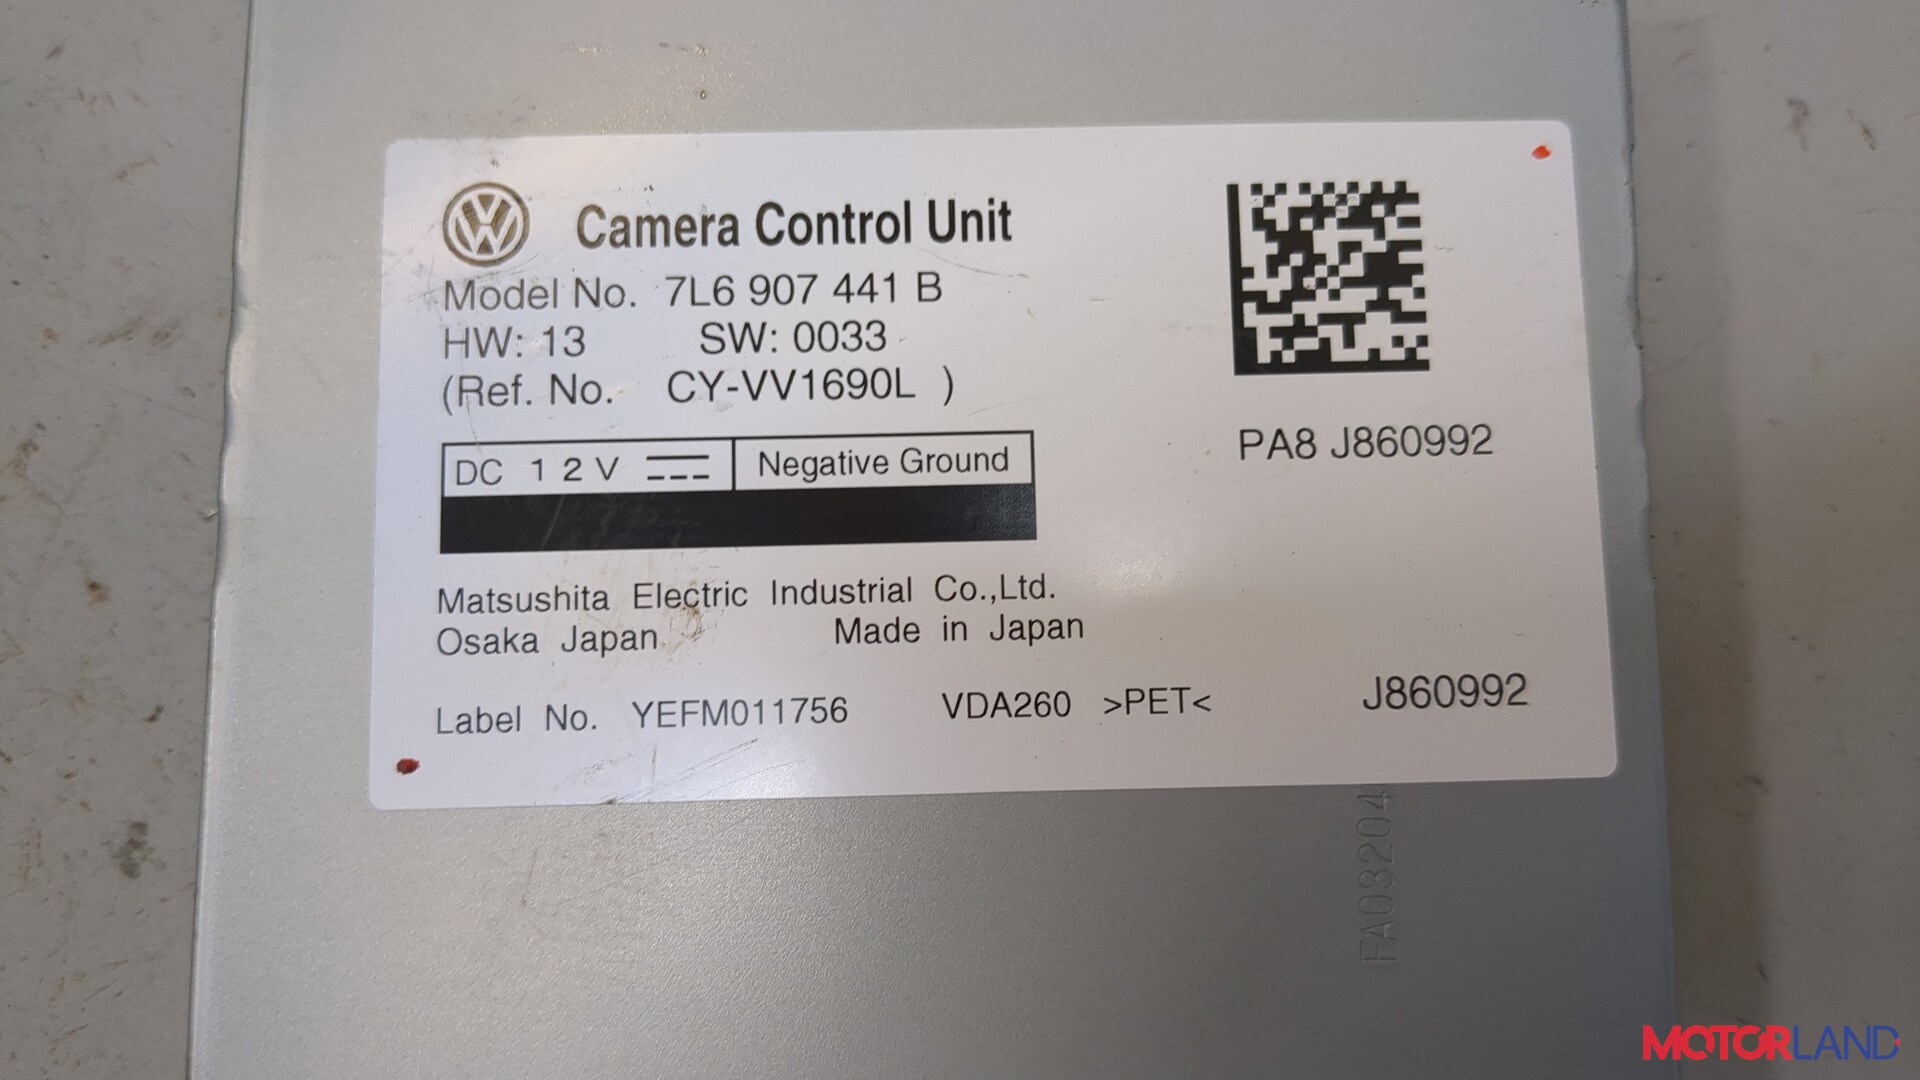 Camera Control Unit
Model No. 7L6 907 441 B
HW: 13 SW: 0033
(Ref. No. CY-VV1690L )
PA8 J860992
DC 12V Negative Ground
Matsushita Electric Industrial Co.,Ltd.
Osaka Japan Made in Japan
Label No. YEFM011756 VDA260 >PET< J860992
FA03204
MOTORLAND